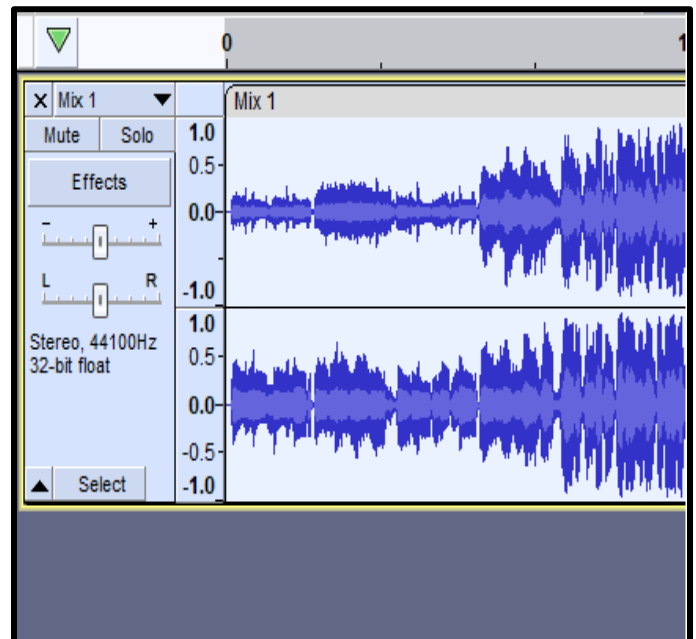 0 1
Mix 1
Mix 1
Mute Solo
Effects
- +
L R
Stereo, 44100Hz
32-bit float
Select
1.0
0.5
0.0
-1.0
1.0
0.5
0.0
-0.5
-1.0